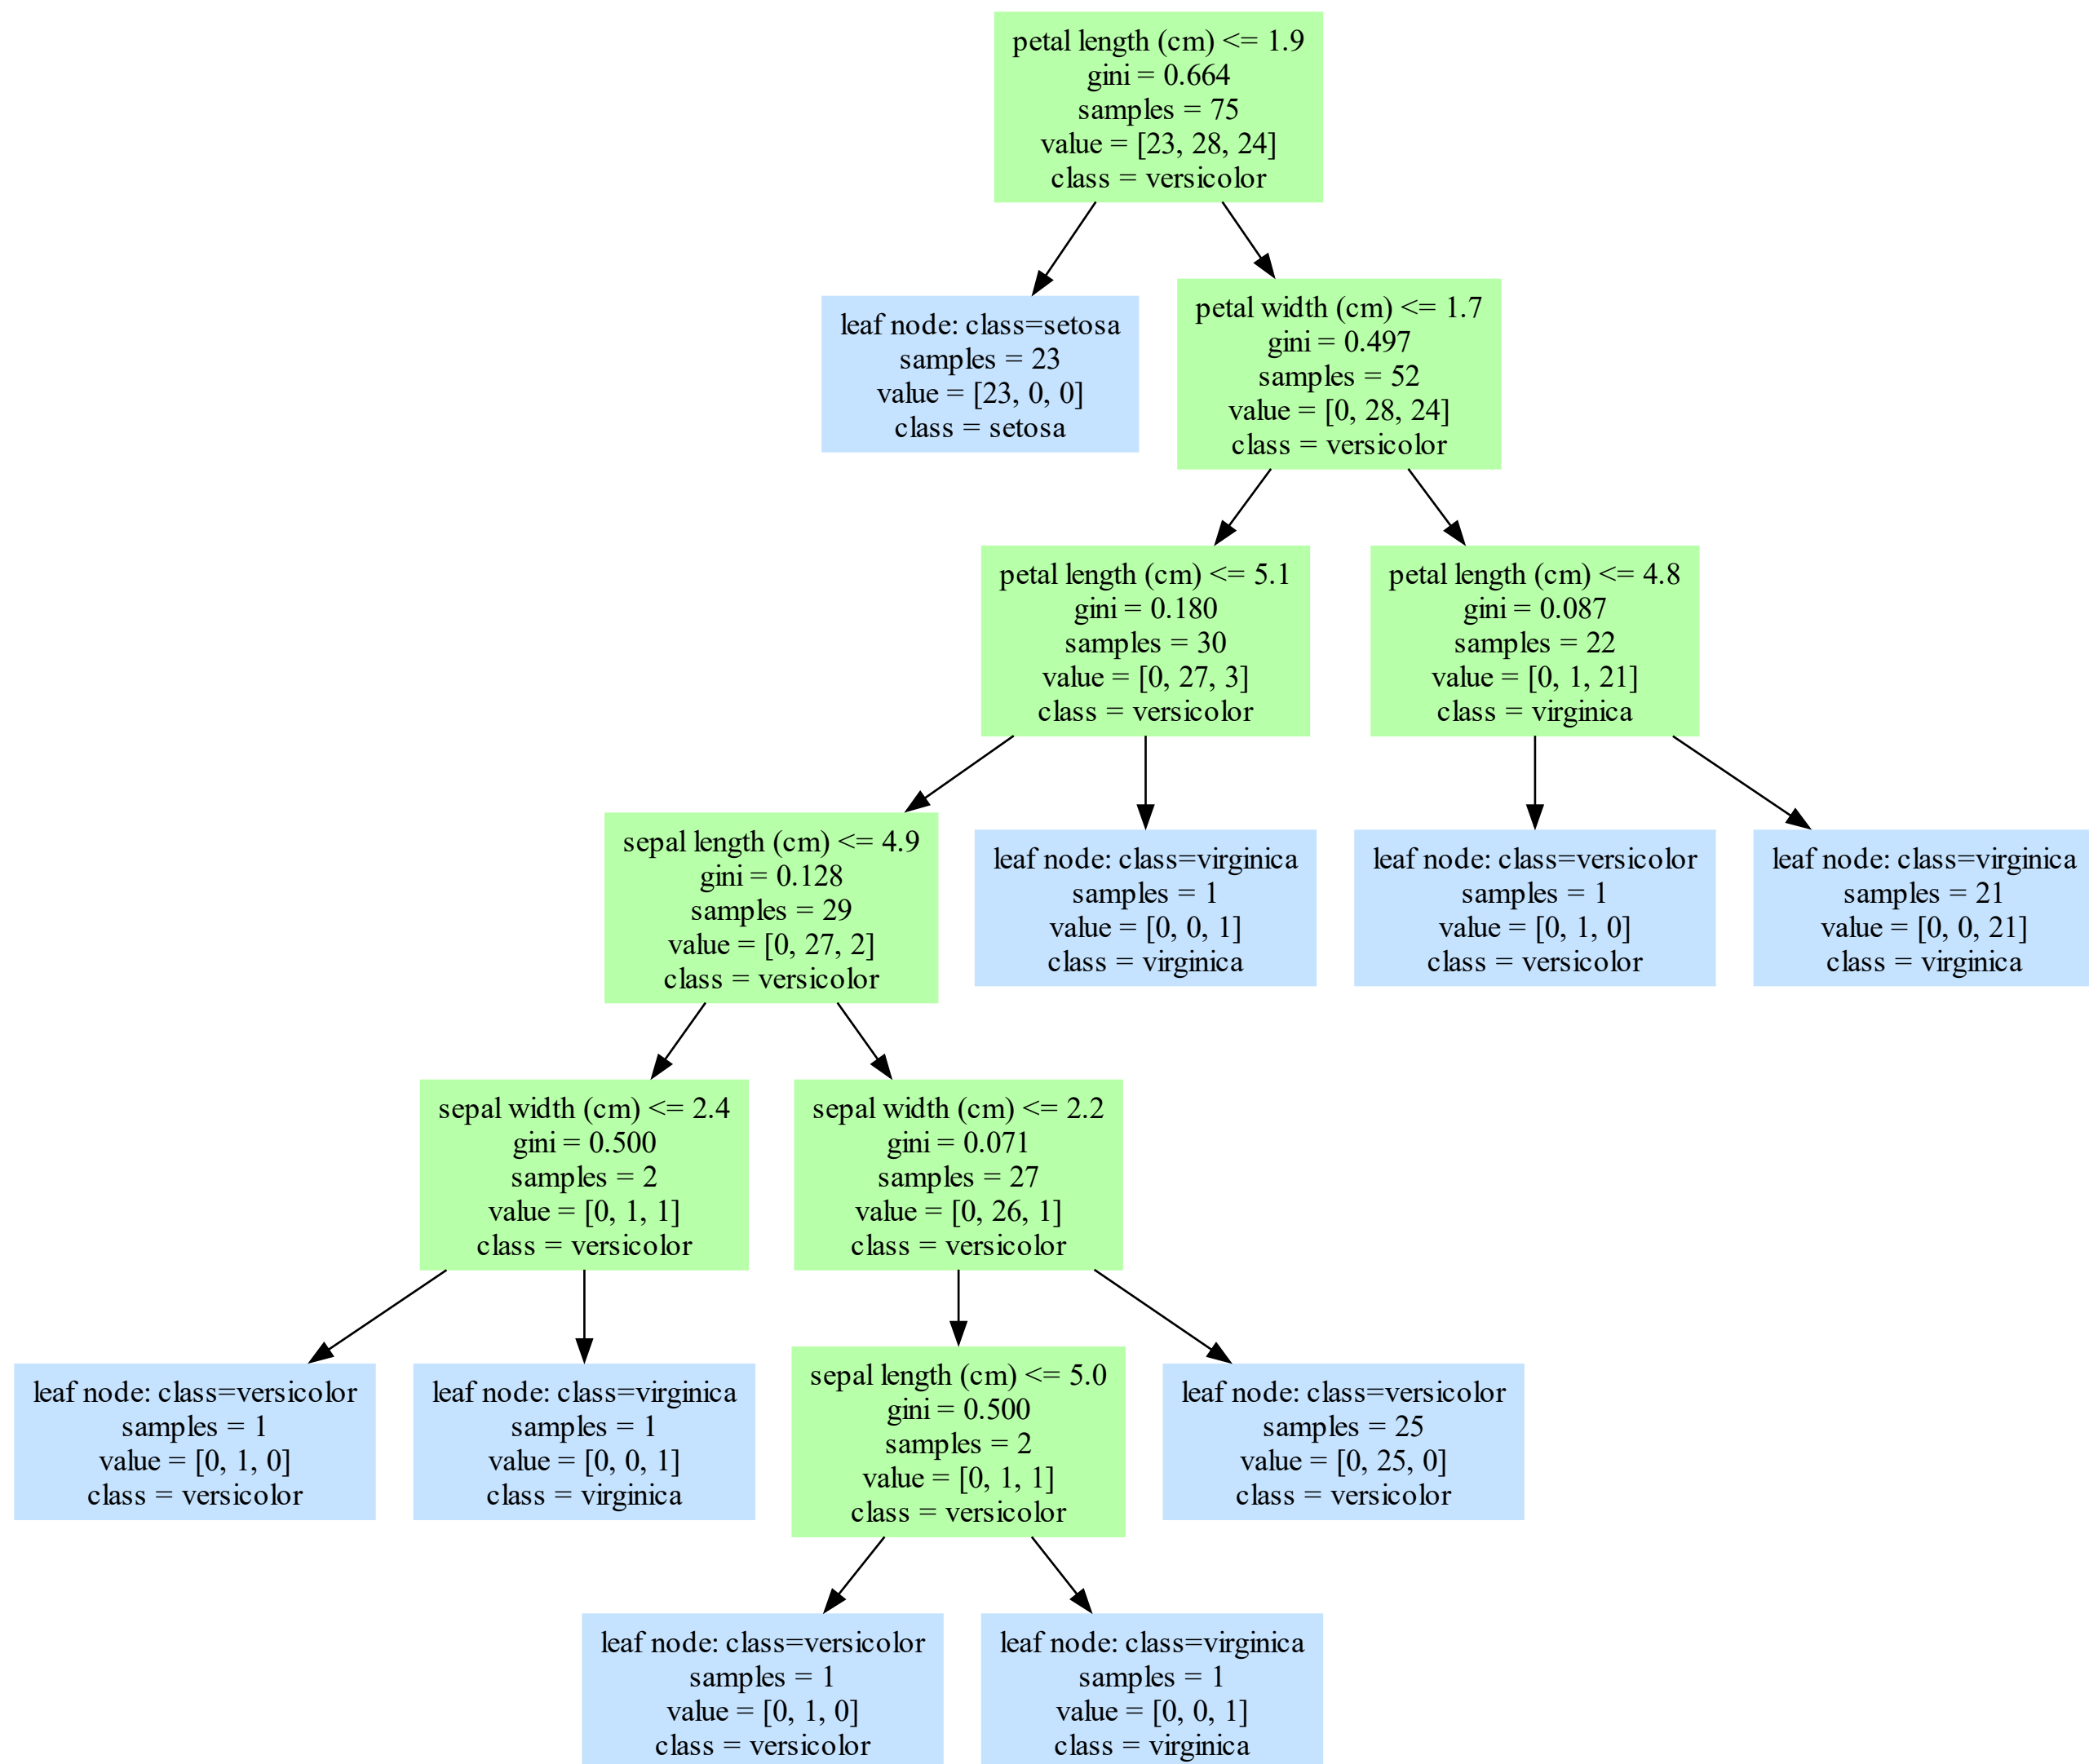 petal length (cm) <= 1.9
gini = 0.664
samples = 75
value = [23, 28, 24]
class = versicolor
leaf node: class=setosa
samples = 23
value = [23, 0, 0]
class = setosa
petal width (cm) <= 1.7
gini = 0.497
samples = 52
value = [0, 28, 24]
class = versicolor
petal length (cm) <= 5.1
gini = 0.180
samples = 30
value = [0, 27, 3]
class = versicolor
petal length (cm) <= 4.8
gini = 0.087
samples = 22
value = [0, 1, 21]
class = virginica
sepal length (cm) <= 4.9
gini = 0.128
samples = 29
value = [0, 27, 2]
class = versicolor
leaf node: class=virginica
samples = 1
value = [0, 0, 1]
class = virginica
leaf node: class=versicolor
samples = 1
value = [0, 1, 0]
class = versicolor
leaf node: class=virginica
samples = 21
value = [0, 0, 21]
class = virginica
sepal width (cm) <= 2.4
gini = 0.500
samples = 2
value = [0, 1, 1]
class = versicolor
sepal width (cm) <= 2.2
gini = 0.071
samples = 27
value = [0, 26, 1]
class = versicolor
leaf node: class=versicolor
samples = 1
value = [0, 1, 0]
class = versicolor
leaf node: class=virginica
samples = 1
value = [0, 0, 1]
class = virginica
sepal length (cm) <= 5.0
gini = 0.500
samples = 2
value = [0, 1, 1]
class = versicolor
leaf node: class=versicolor
samples = 25
value = [0, 25, 0]
class = versicolor
leaf node: class=versicolor
samples = 1
value = [0, 1, 0]
class = versicolor
leaf node: class=virginica
samples = 1
value = [0, 0, 1]
class = virginica